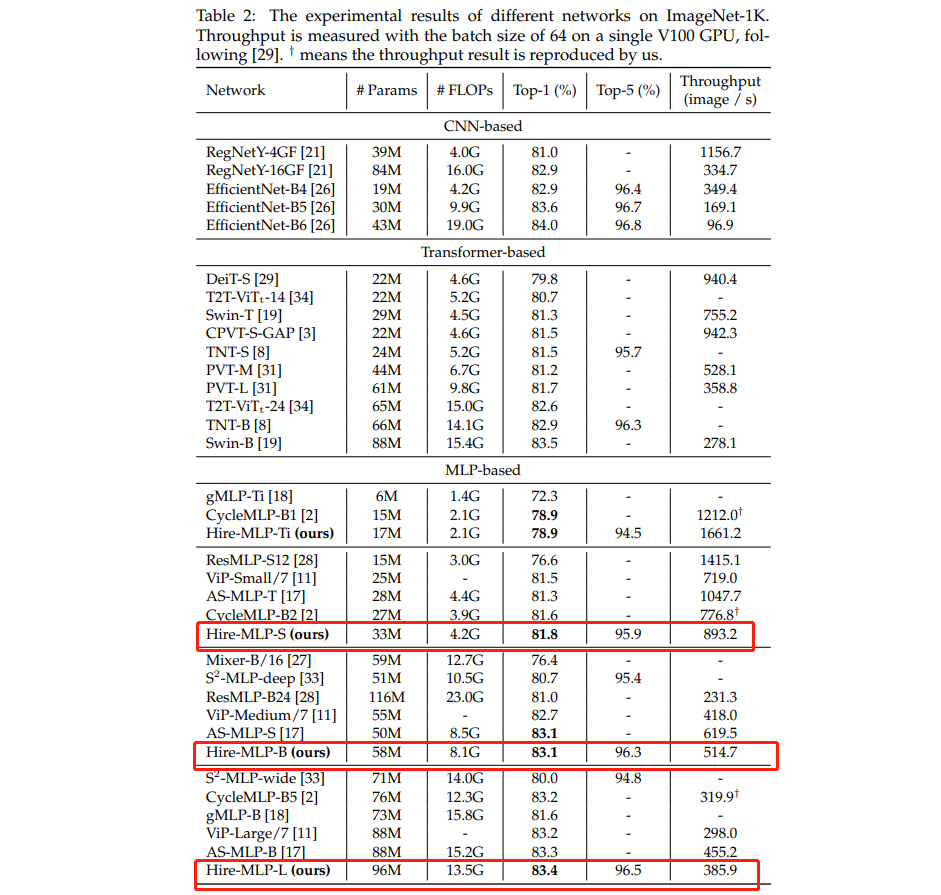 Table 2: The experimental results of different networks on ImageNet-1K.
Throughput is measured with the batch size of 64 on a single V100 GPU, fol-
lowing [29]. † means the throughput result is reproduced by us.
Network # Params # FLOPs Top-1 (%) Top-5 (%) Throughput (image / s)
CNN-based
RegNetY-4GF [21] 39M 4.0G 81.0 - 1156.7
RegNetY-16GF [21] 84M 16.0G 82.9 - 334.7
EfficientNet-B4 [26] 19M 4.2G 82.9 96.4 349.4
EfficientNet-B5 [26] 30M 9.9G 83.6 96.7 169.1
EfficientNet-B6 [26] 43M 19.0G 84.0 96.8 96.9
Transformer-based
DeiT-S [29] 22M 4.6G 79.8 - 940.4
T2T-ViTₜ-14 [34] 22M 5.2G 80.7 - -
Swin-T [19] 29M 4.5G 81.3 - 755.2
CPVT-S-GAP [3] 22M 4.6G 81.5 - 942.3
TNT-S [8] 24M 5.2G 81.5 95.7 -
PVT-M [31] 44M 6.7G 81.2 - 528.1
PVT-L [31] 61M 9.8G 81.7 - 358.8
T2T-ViTₜ-24 [34] 65M 15.0G 82.6 - -
TNT-B [8] 66M 14.1G 82.9 96.3 -
Swin-B [19] 88M 15.4G 83.5 - 278.1
MLP-based
gMLP-Ti [18] 6M 1.4G 72.3 - -
CycleMLP-B1 [2] 15M 2.1G 78.9 - 1212.0†
Hire-MLP-Ti (ours) 17M 2.1G 78.9 94.5 1661.2
ResMLP-S12 [28] 15M 3.0G 76.6 - 1415.1
ViP-Small/7 [11] 25M - 81.5 - 719.0
AS-MLP-T [17] 28M 4.4G 81.3 - 1047.7
CycleMLP-B2 [2] 27M 3.9G 81.6 - 776.8†
Hire-MLP-S (ours) 33M 4.2G 81.8 95.9 893.2
Mixer-B/16 [27] 59M 12.7G 76.4 - -
S²-MLP-deep [33] 51M 10.5G 80.7 95.4 -
ResMLP-B24 [28] 116M 23.0G 81.0 - 231.3
ViP-Medium/7 [11] 55M - 82.7 - 418.0
AS-MLP-S [17] 50M 8.5G 83.1 - 619.5
Hire-MLP-B (ours) 58M 8.1G 83.1 96.3 514.7
S²-MLP-wide [33] 71M 14.0G 80.0 94.8 -
CycleMLP-B5 [2] 76M 12.3G 83.2 - 319.9†
gMLP-B [18] 73M 15.8G 81.6 - -
ViP-Large/7 [11] 88M - 83.2 - 298.0
AS-MLP-B [17] 88M 15.2G 83.3 - 455.2
Hire-MLP-L (ours) 96M 13.5G 83.4 96.5 385.9